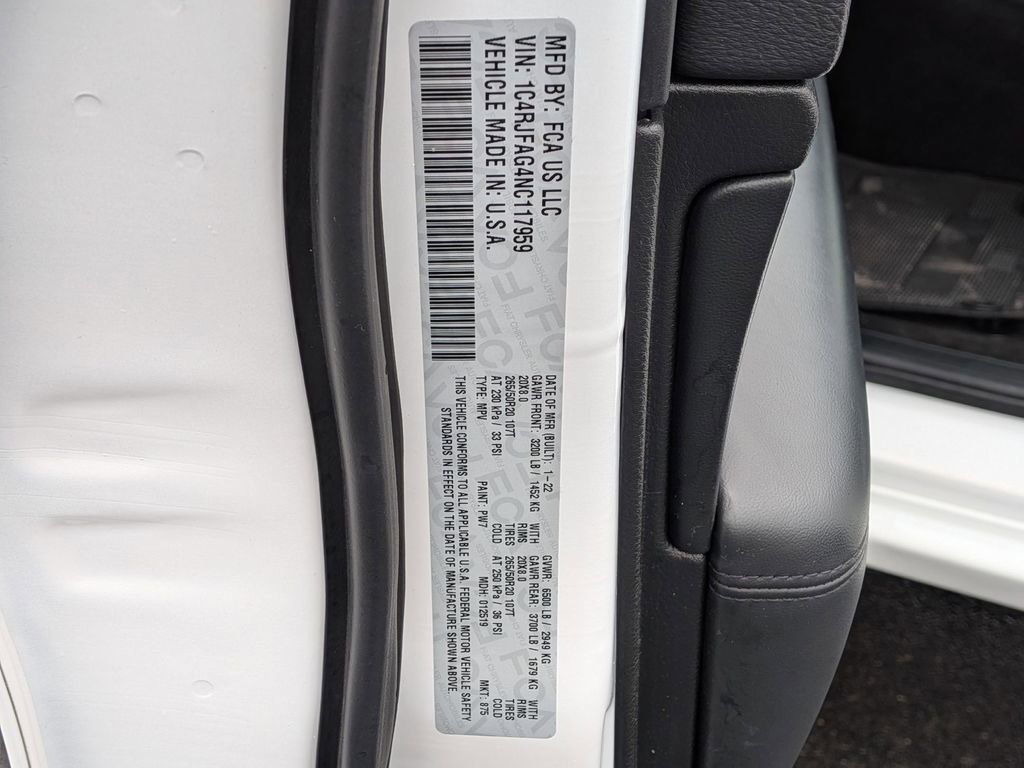 MFD BY: FCA US LLC
VIN: 1C4RJFAG4NC117959
VEHICLE MADE IN: U.S.A.
DATE OF MFR (BUILT): 1-22 GVWR: 6500 LB / 2949 KG
GAWR FRONT: 3200 LB / 1452 KG WITH GAWR REAR: 3700 LB / 1679 KG WITH
20X8.0 RIMS 20X8.0 RIMS
265/50R20 107T TIRES 265/50R20 107T TIRES
AT 230 kPa / 33 PSI COLD AT 250 kPa / 36 PSI COLD
TYPE: MPV PAINT: PW7 MDH: 012519 MKT: 875
THIS VEHICLE CONFORMS TO ALL APPLICABLE U.S.A. FEDERAL MOTOR VEHICLE SAFETY
STANDARDS IN EFFECT ON THE DATE OF MANUFACTURE SHOWN ABOVE.